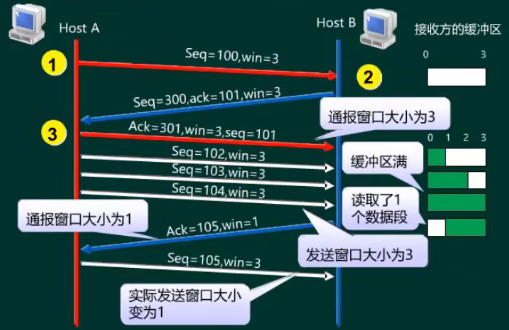 Host A
Host B
接收方的缓冲区
0
3
1
Seq=100,win=3
2
Seq=300,ack=101,win=3
通报窗口大小为3
3
Ack=301,win=3,seq=101
0 1 2 3
Seq=102,win=3
缓冲区满
Seq=103,win=3
Seq=104,win=3
读取了1
个数据段
通报窗口大小为1
Ack=105,win=1
发送窗口大小为3
Seq=105,win=3
实际发送窗口大小
变为1